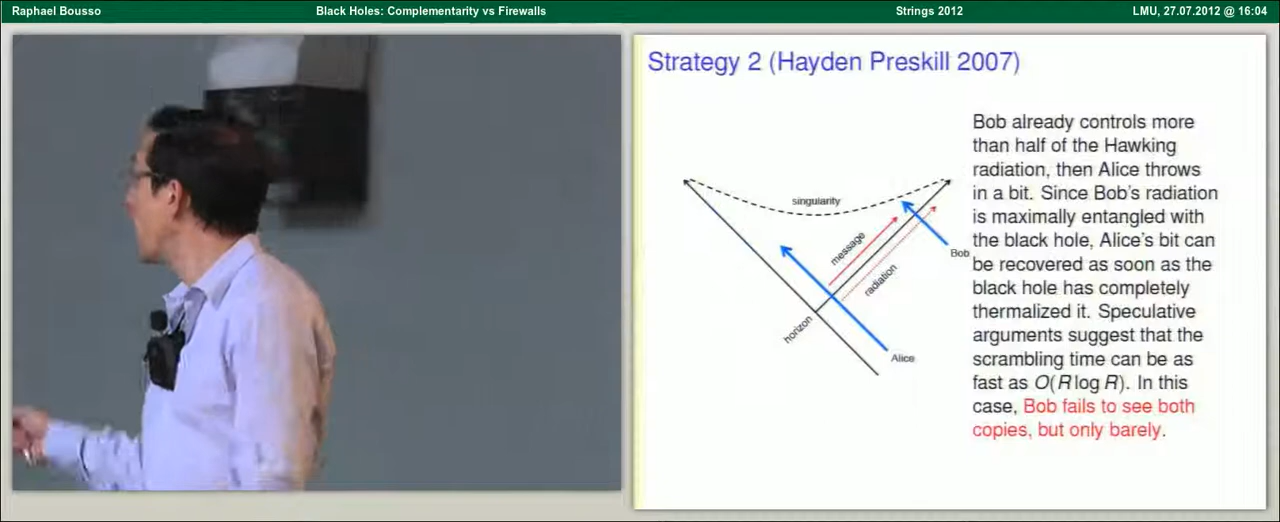 Raphael Bousso Black Holes: Complementarity vs Firewalls Strings 2012 LMU, 27.07.2012 @ 16:04
Strategy 2 (Hayden Preskill 2007)
singularity
message
radiation
horizon
Alice
Bob
Bob already controls more
than half of the Hawking
radiation, then Alice throws
in a bit. Since Bob's radiation
is maximally entangled with
the black hole, Alice's bit can
be recovered as soon as the
black hole has completely
thermalized it. Speculative
arguments suggest that the
scrambling time can be as
fast as O(R log R). In this
case, Bob fails to see both
copies, but only barely.